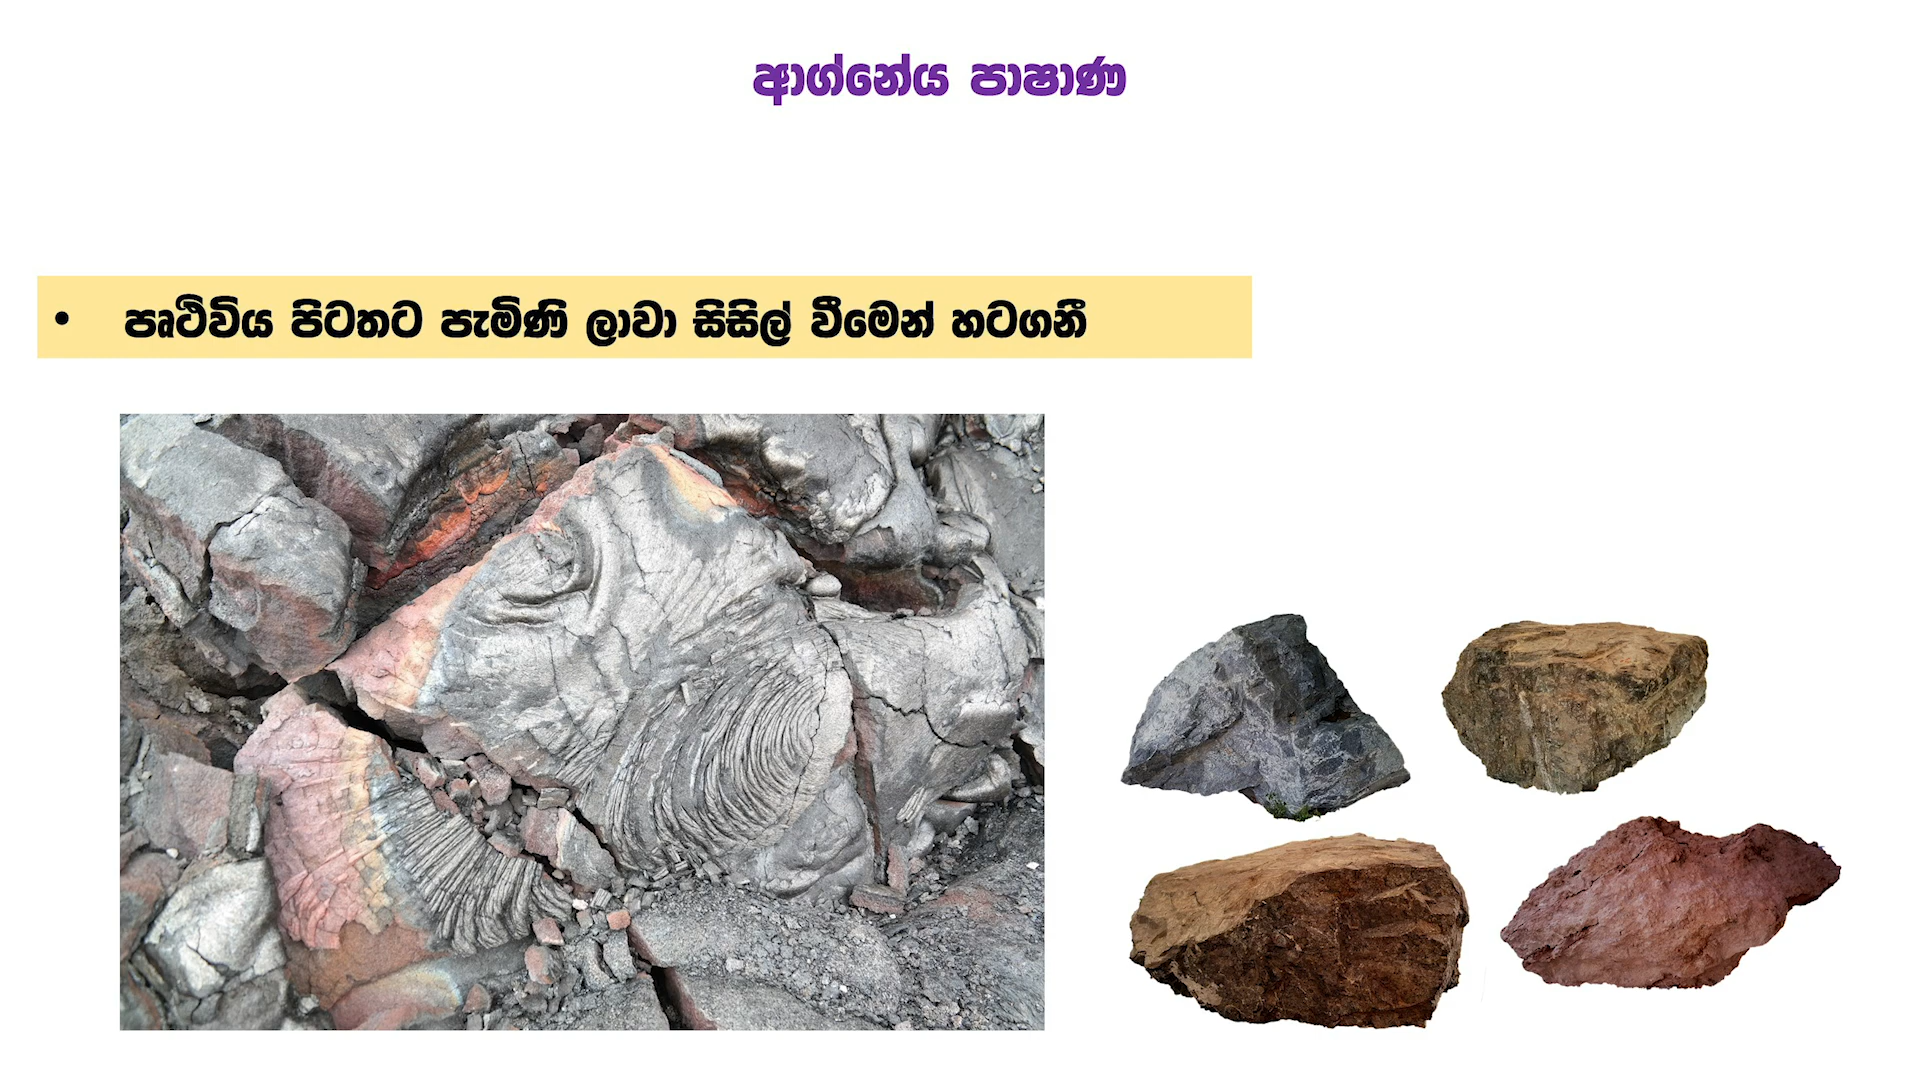 ආග්නේය පාෂාණ
• පෘථිවිය පිටතට පැමිණි ලාවා සිසිල් වීමෙන් හටගනී